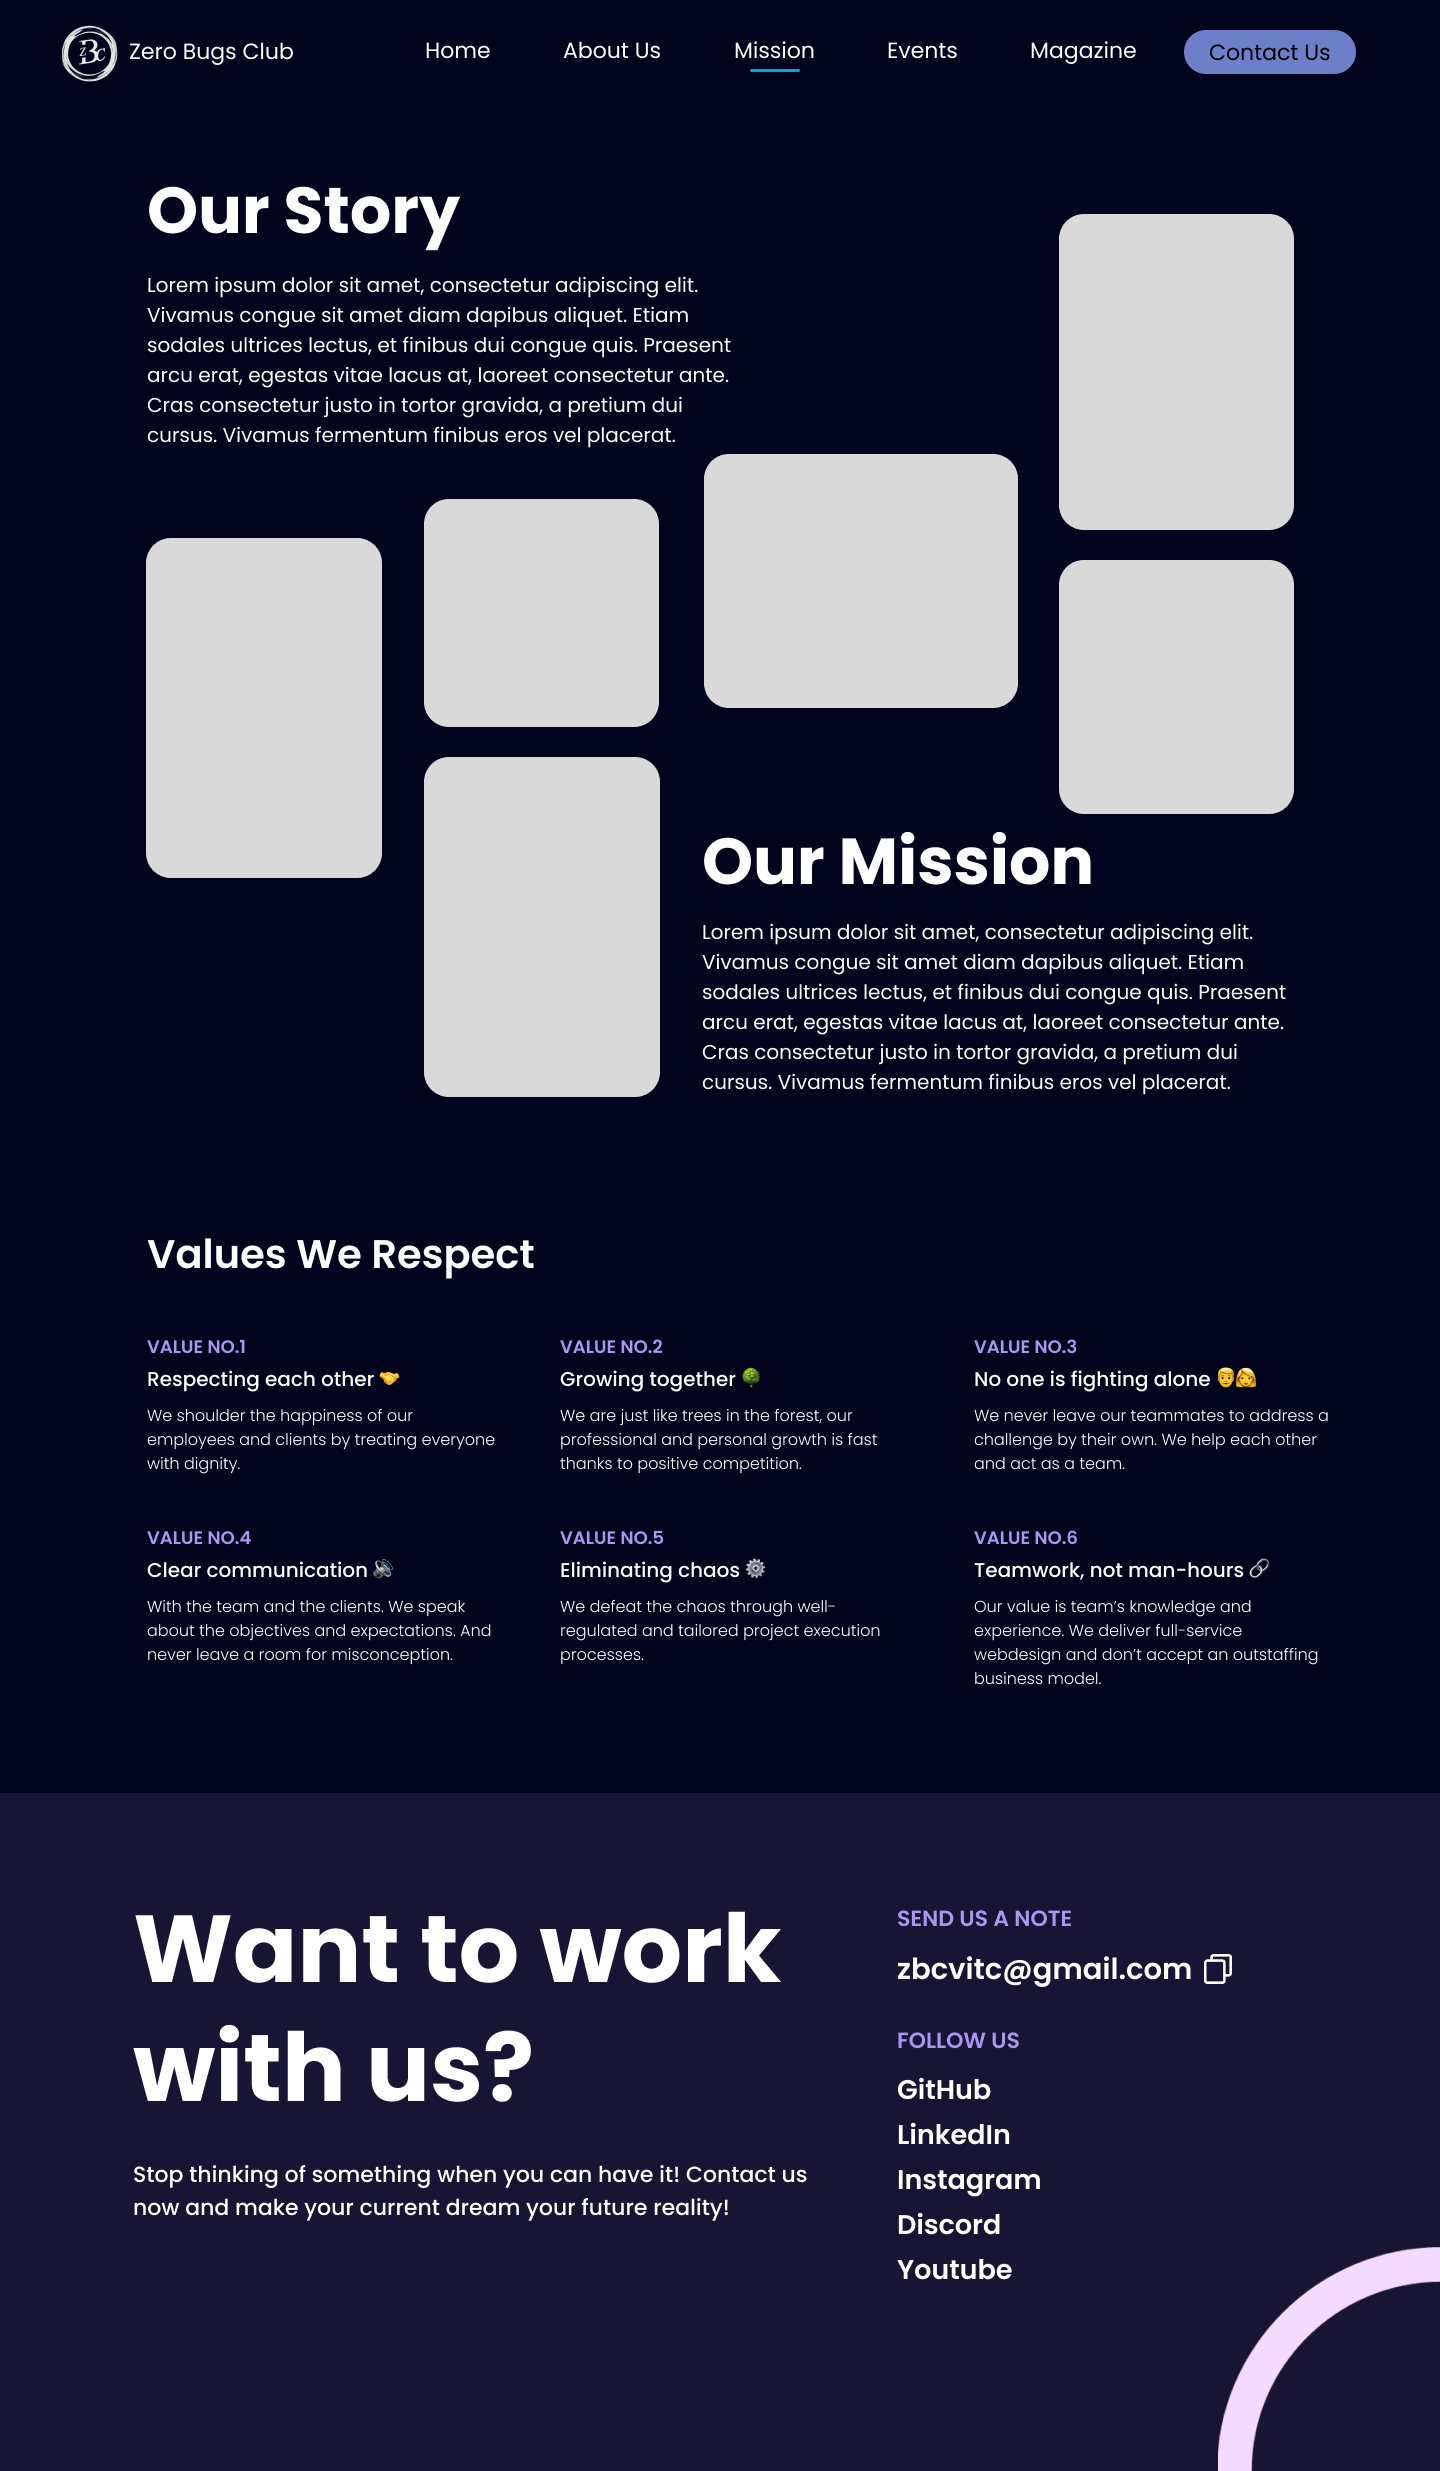 ZBC Zero Bugs Club
Home
About Us
Mission
Events
Magazine
Contact Us
Our Story
Lorem ipsum dolor sit amet, consectetur adipiscing elit.
Vivamus congue sit amet diam dapibus aliquet. Etiam
sodales ultrices lectus, et finibus dui congue quis. Praesent
arcu erat, egestas vitae lacus at, laoreet consectetur ante.
Cras consectetur justo in tortor gravida, a pretium dui
cursus. Vivamus fermentum finibus eros vel placerat.
Our Mission
Lorem ipsum dolor sit amet, consectetur adipiscing elit.
Vivamus congue sit amet diam dapibus aliquet. Etiam
sodales ultrices lectus, et finibus dui congue quis. Praesent
arcu erat, egestas vitae lacus at, laoreet consectetur ante.
Cras consectetur justo in tortor gravida, a pretium dui
cursus. Vivamus fermentum finibus eros vel placerat.
Values We Respect
VALUE NO.1
Respecting each other 🤝
We shoulder the happiness of our
employees and clients by treating everyone
with dignity.
VALUE NO.2
Growing together 🌳
We are just like trees in the forest, our
professional and personal growth is fast
thanks to positive competition.
VALUE NO.3
No one is fighting alone 👨👩
We never leave our teammates to address a
challenge by their own. We help each other
and act as a team.
VALUE NO.4
Clear communication 🔊
With the team and the clients. We speak
about the objectives and expectations. And
never leave a room for misconception.
VALUE NO.5
Eliminating chaos ⚙️
We defeat the chaos through well-
regulated and tailored project execution
processes.
VALUE NO.6
Teamwork, not man-hours 🔗
Our value is team’s knowledge and
experience. We deliver full-service
webdesign and don’t accept an outstaffing
business model.
Want to work
with us?
Stop thinking of something when you can have it! Contact us
now and make your current dream your future reality!
SEND US A NOTE
zbcvitc@gmail.com
FOLLOW US
GitHub
LinkedIn
Instagram
Discord
Youtube